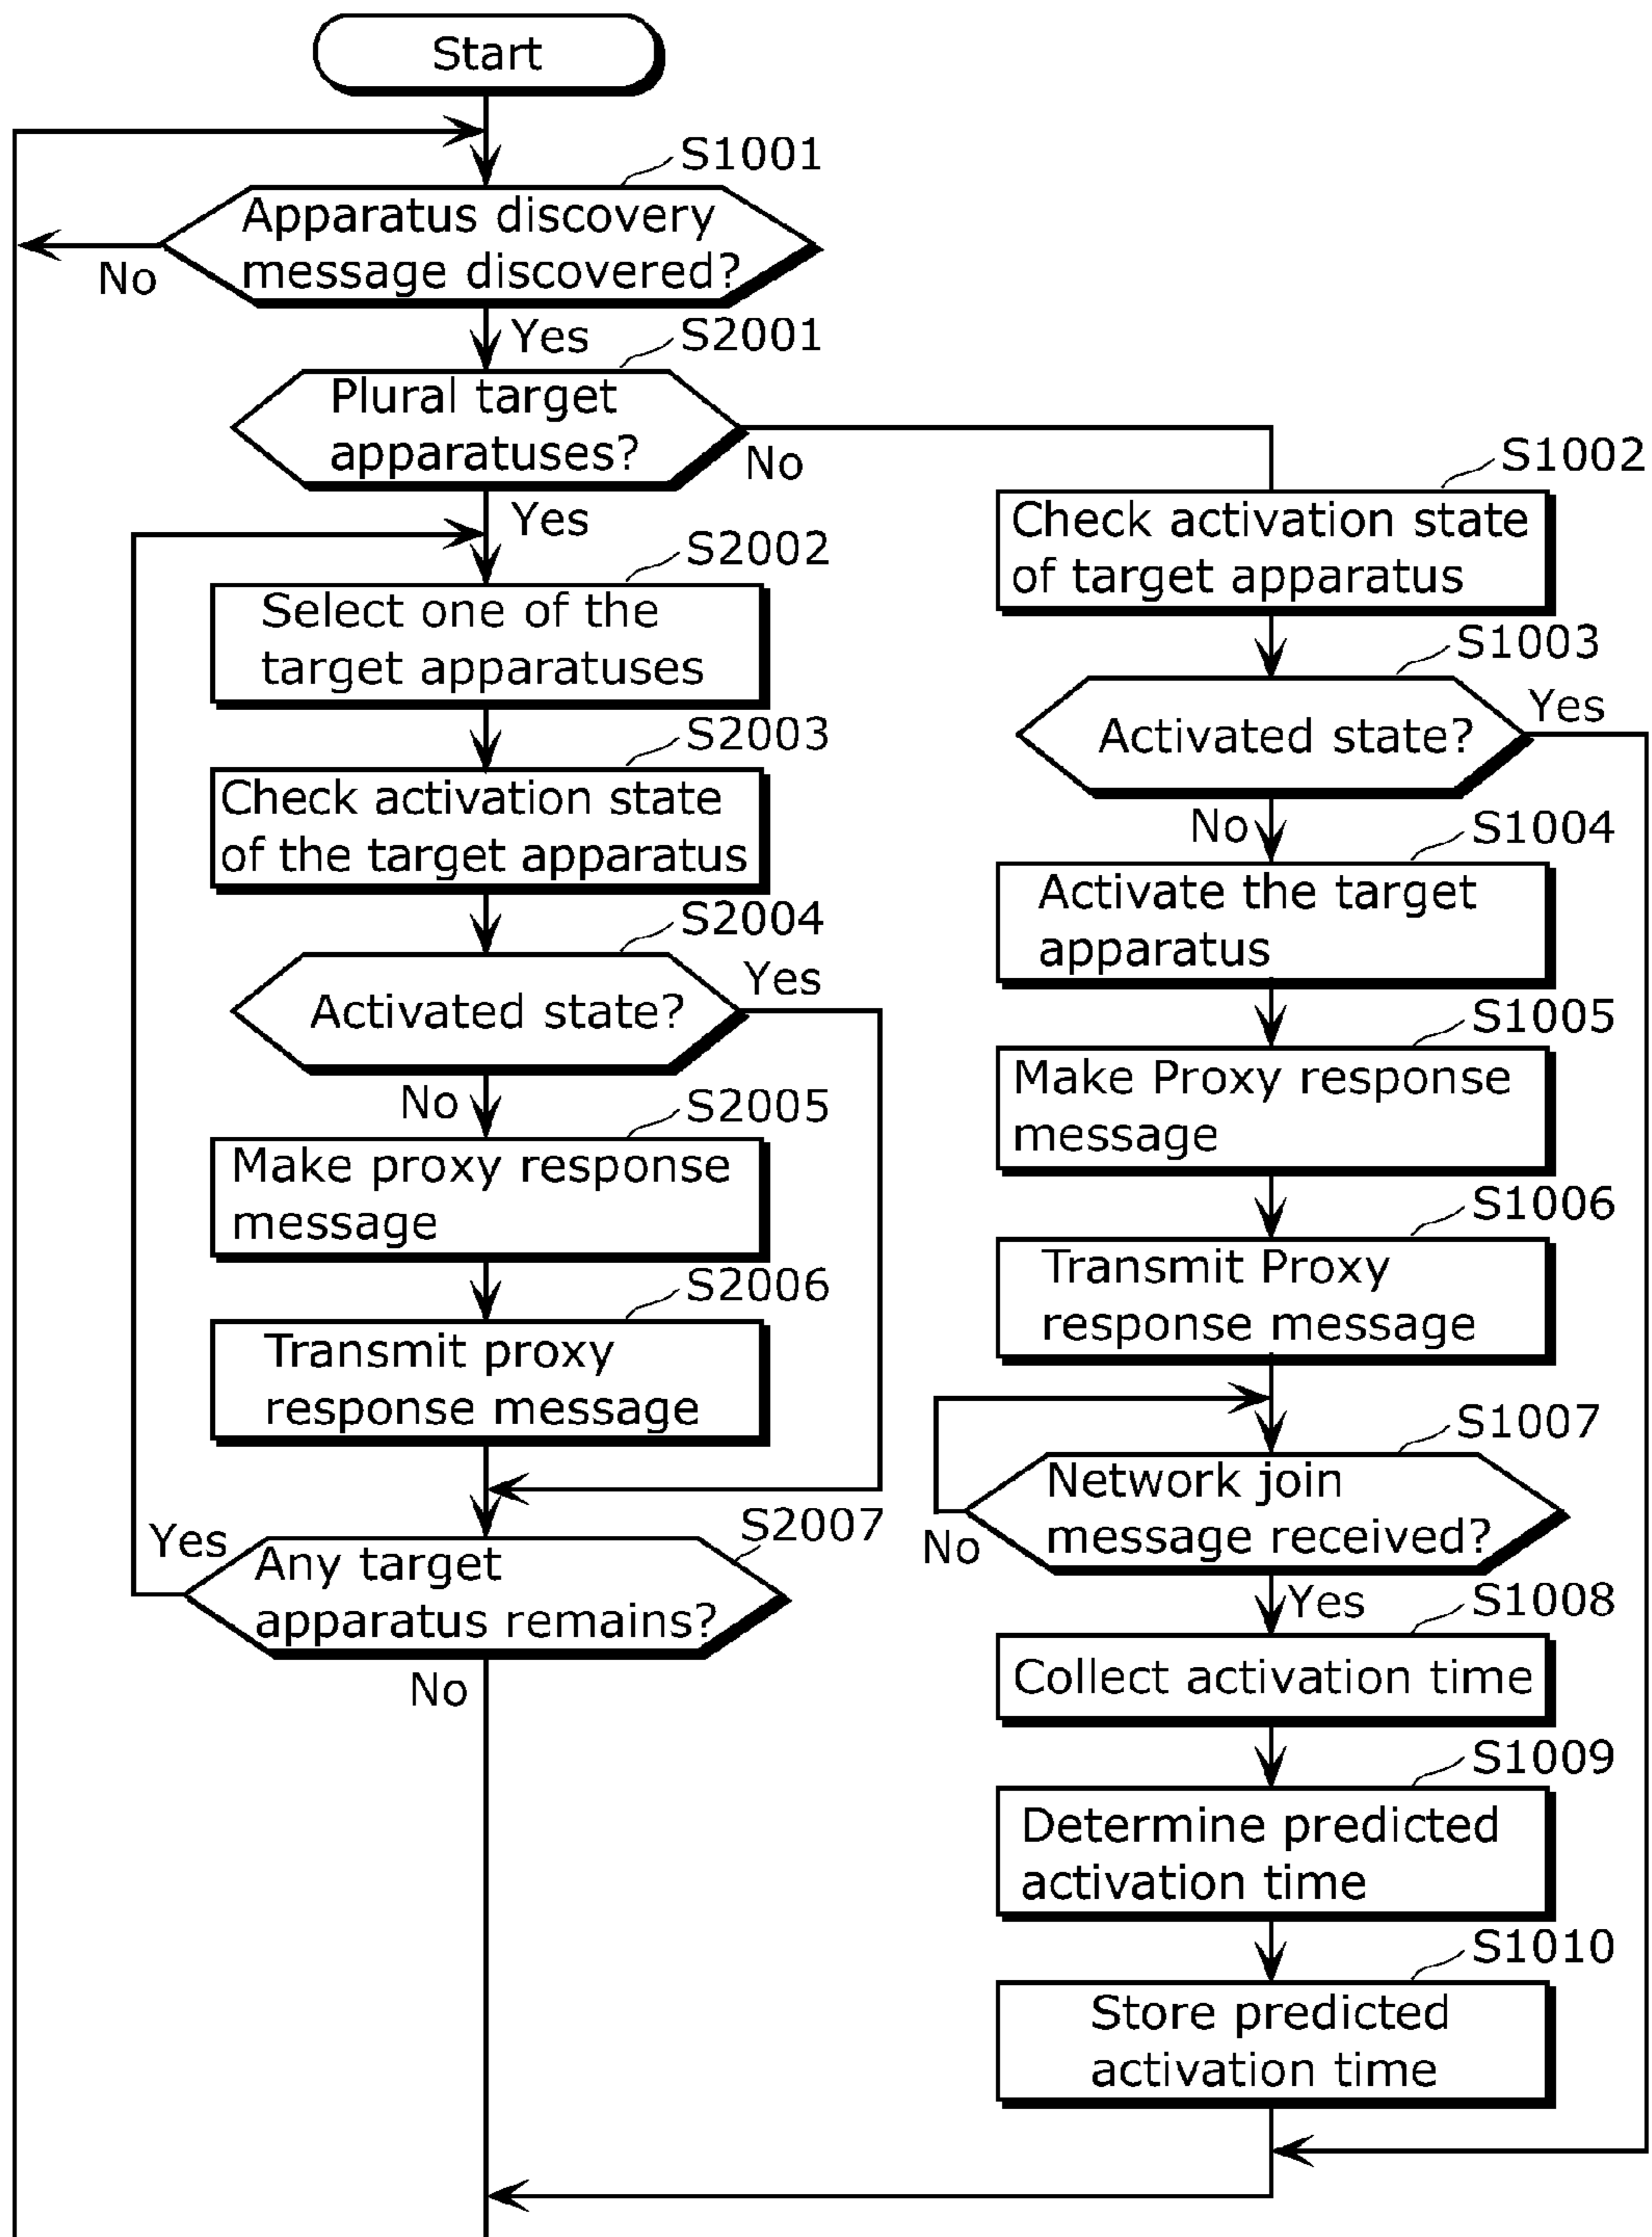 Start
S1001
Apparatus discovery
message discovered?
No
Yes
S2001
Plural target
apparatuses?
No
Yes
S2002
Select one of the
target apparatuses
S2003
Check activation state
of the target apparatus
S2004
Activated state?
Yes
No
S2005
Make proxy response
message
S2006
Transmit proxy
response message
S2007
Yes
Any target
apparatus remains?
No
S1002
Check activation state
of target apparatus
S1003
Activated state?
Yes
No
S1004
Activate the target
apparatus
S1005
Make Proxy response
message
S1006
Transmit Proxy
response message
S1007
Network join
message received?
No
Yes
S1008
Collect activation time
S1009
Determine predicted
activation time
S1010
Store predicted
activation time